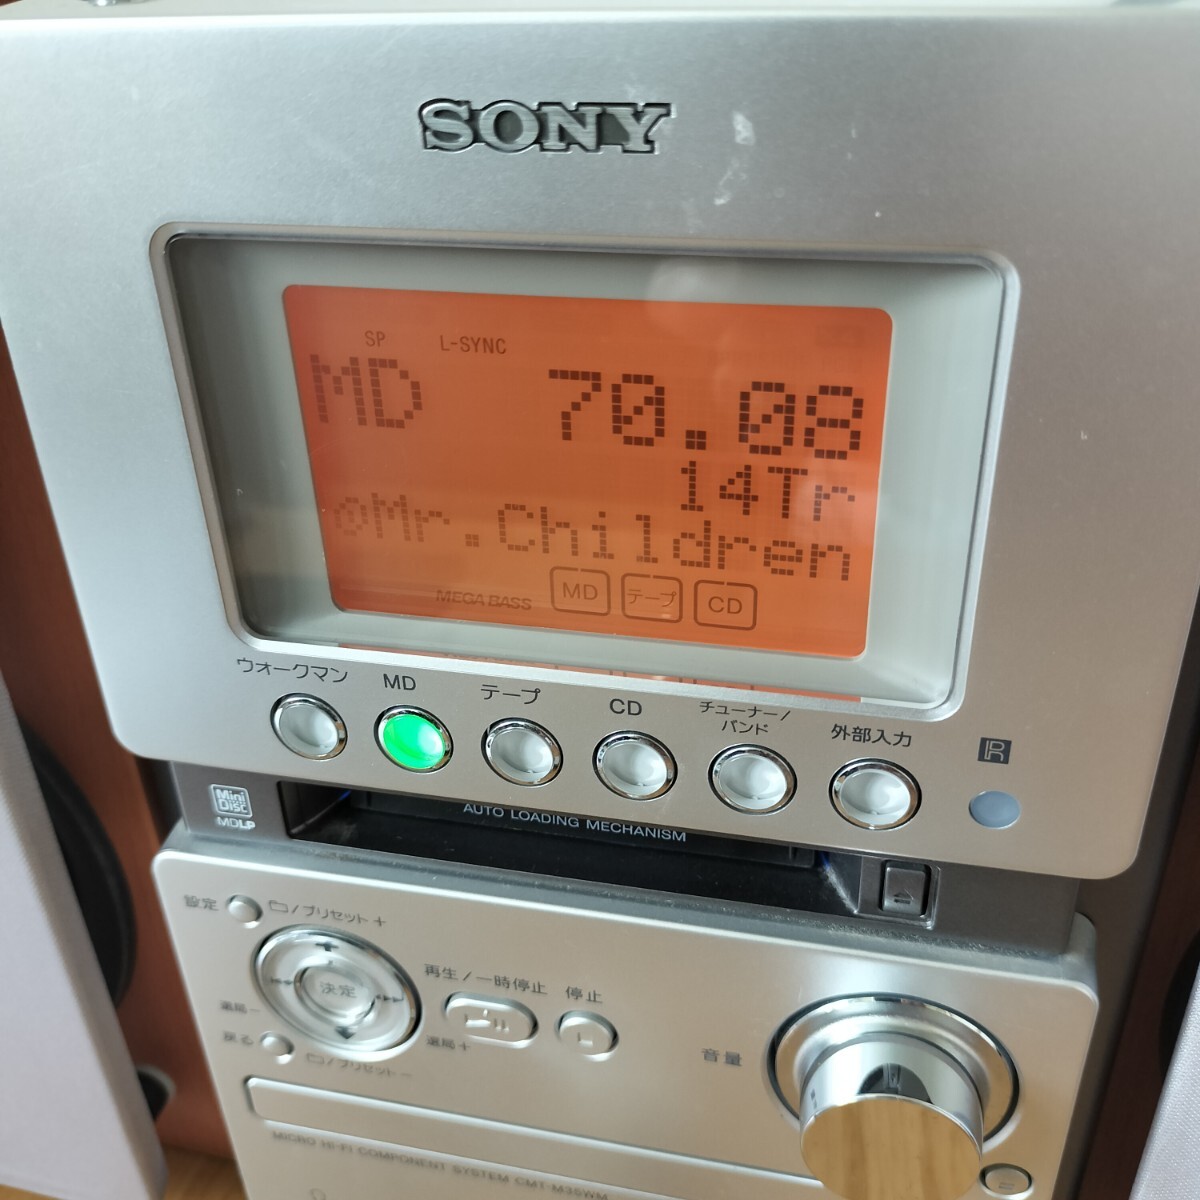 SONY
SP L-SYNC
MD 70.08
14Tr
oMr.Children
MEGA BASS MD テープ CD
ウォークマン MD テープ CD チューナー/バンド 外部入力
Mini Disc
MDLP
AUTO LOADING MECHANISM
設定 /プリセット +
決定
再生/一時停止 停止
選局−
選局+
戻る
/プリセット −
音量
MICRO HI-FI COMPONENT SYSTEM CMT-M35WM